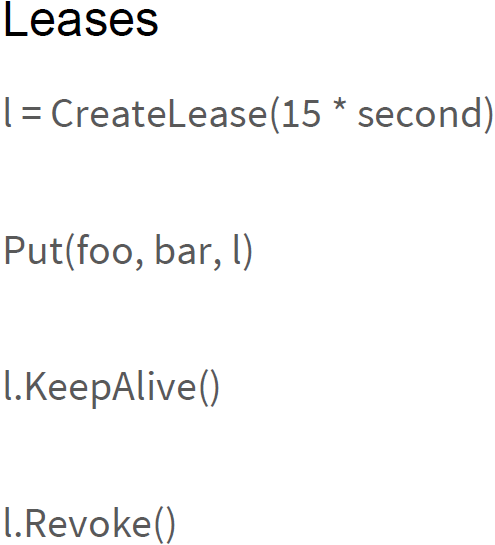 Leases
l = CreateLease(15 * second)
Put(foo, bar, l)
l.KeepAlive()
l.Revoke()